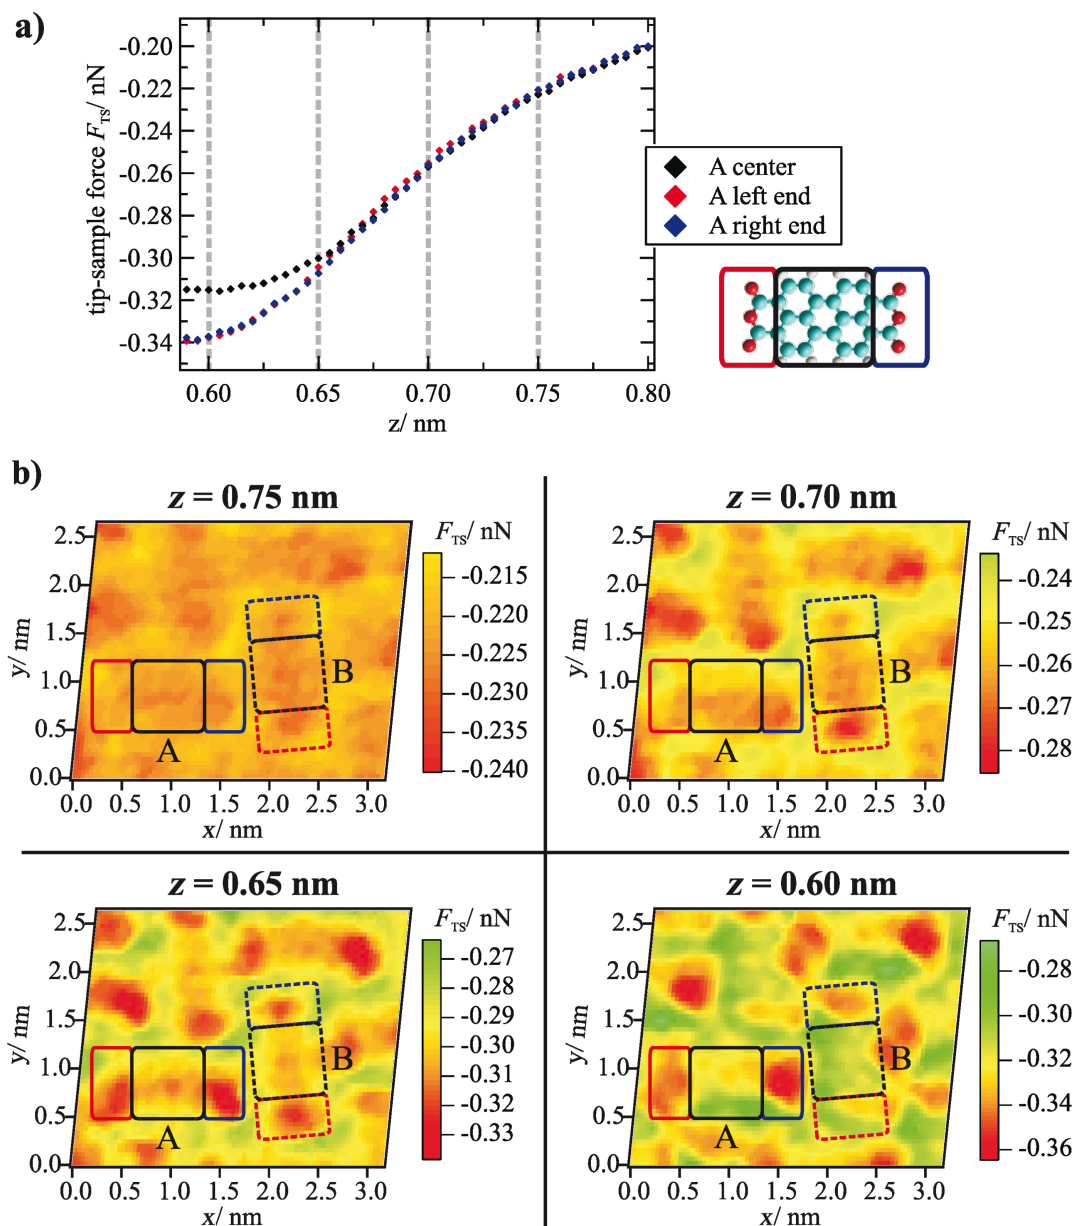 a)
tip-sample force F_TS/ nN
-0.20
-0.22
-0.24
-0.26
-0.28
-0.30
-0.32
-0.34
0.60 0.65 0.70 0.75 0.80
z/ nm
A center
A left end
A right end
b)
z = 0.75 nm
F_TS/ nN
2.5
2.0
1.5
1.0
0.5
0.0
y/ nm
A
B
0.0 0.5 1.0 1.5 2.0 2.5 3.0
x/ nm
-0.215
-0.220
-0.225
-0.230
-0.235
-0.240
z = 0.70 nm
F_TS/ nN
2.5
2.0
1.5
1.0
0.5
0.0
y/ nm
A
B
0.0 0.5 1.0 1.5 2.0 2.5 3.0
x/ nm
-0.24
-0.25
-0.26
-0.27
-0.28
z = 0.65 nm
F_TS/ nN
2.5
2.0
1.5
1.0
0.5
0.0
y/ nm
A
B
0.0 0.5 1.0 1.5 2.0 2.5 3.0
x/ nm
-0.27
-0.28
-0.29
-0.30
-0.31
-0.32
-0.33
z = 0.60 nm
F_TS/ nN
2.5
2.0
1.5
1.0
0.5
0.0
y/ nm
A
B
0.0 0.5 1.0 1.5 2.0 2.5 3.0
x/ nm
-0.28
-0.30
-0.32
-0.34
-0.36